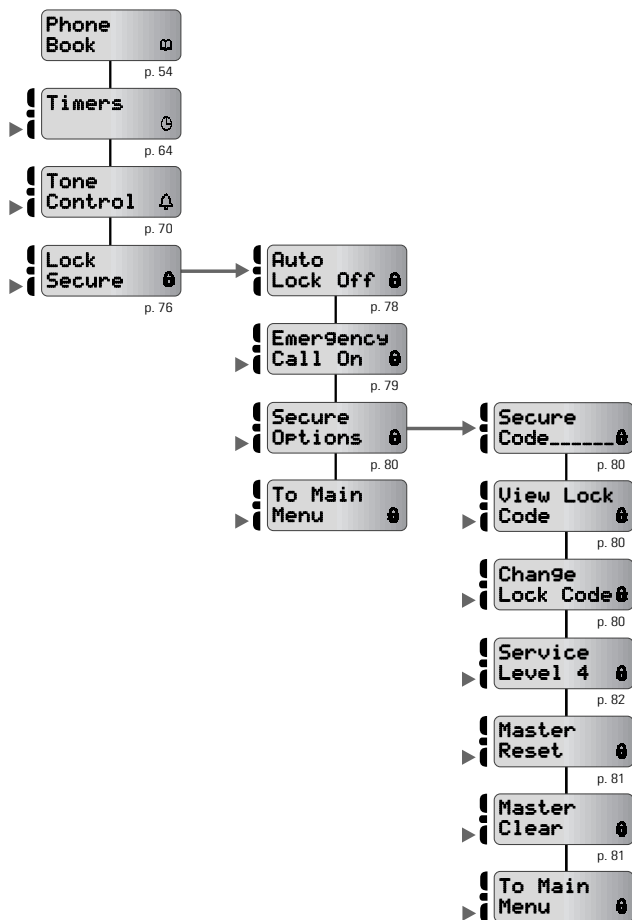 Phone
Book
p. 54
Timers
p. 64
Tone
Control
p. 70
Lock
Secure
p. 76
Auto
Lock Off
p. 78
Emergency
Call On
p. 79
Secure
Options
p. 80
To Main
Menu
Secure
Code______
p. 80
View Lock
Code
p. 80
Change
Lock Code
p. 80
Service
Level 4
p. 82
Master
Reset
p. 81
Master
Clear
p. 81
To Main
Menu